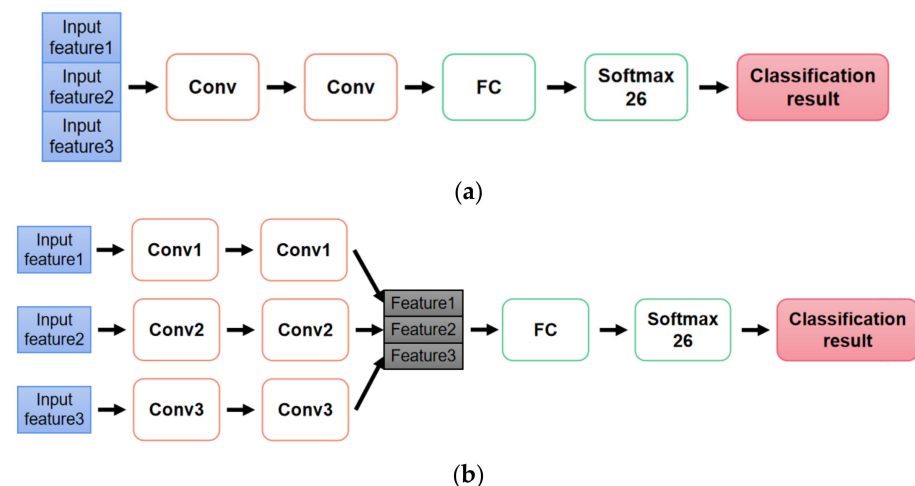 Input
feature1
Input
feature2
Input
feature3
Conv
Conv
FC
Softmax
26
Classification
result
(a)
Input
feature1
Conv1
Conv1
Input
feature2
Conv2
Conv2
Input
feature3
Conv3
Conv3
Feature1
Feature2
Feature3
FC
Softmax
26
Classification
result
(b)